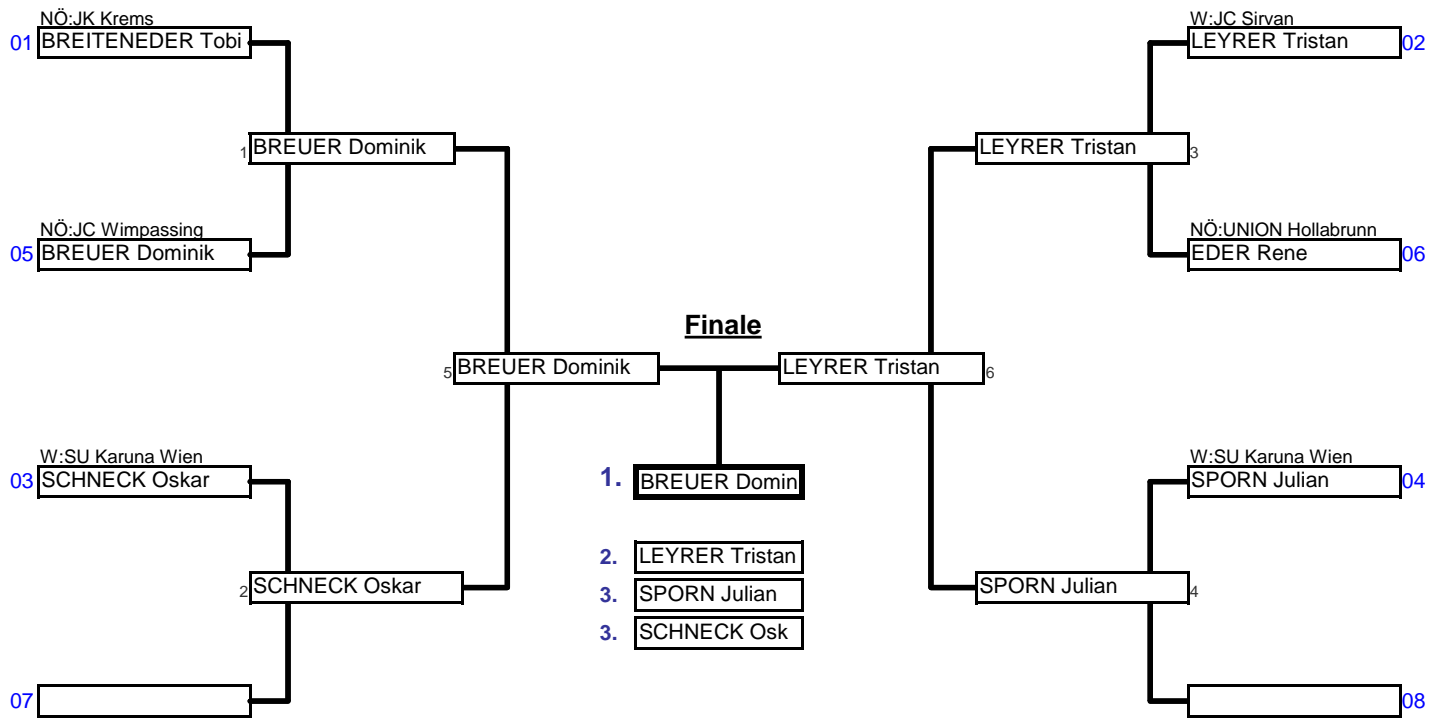 NÖ:JK Krems
01 BREITENEDER Tobi
W:JC Sirvan
LEYRER Tristan 02
1 BREUER Dominik
LEYRER Tristan 3
NÖ:JC Wimpassing
05 BREUER Dominik
NÖ:UNION Hollabrunn
EDER Rene 06
Finale
5 BREUER Dominik
LEYRER Tristan 6
W:SU Karuna Wien
03 SCHNECK Oskar
1. BREUER Domin
W:SU Karuna Wien
SPORN Julian 04
2. LEYRER Tristan
2 SCHNECK Oskar
3. SPORN Julian
SPORN Julian 4
3. SCHNECK Osk
07
08